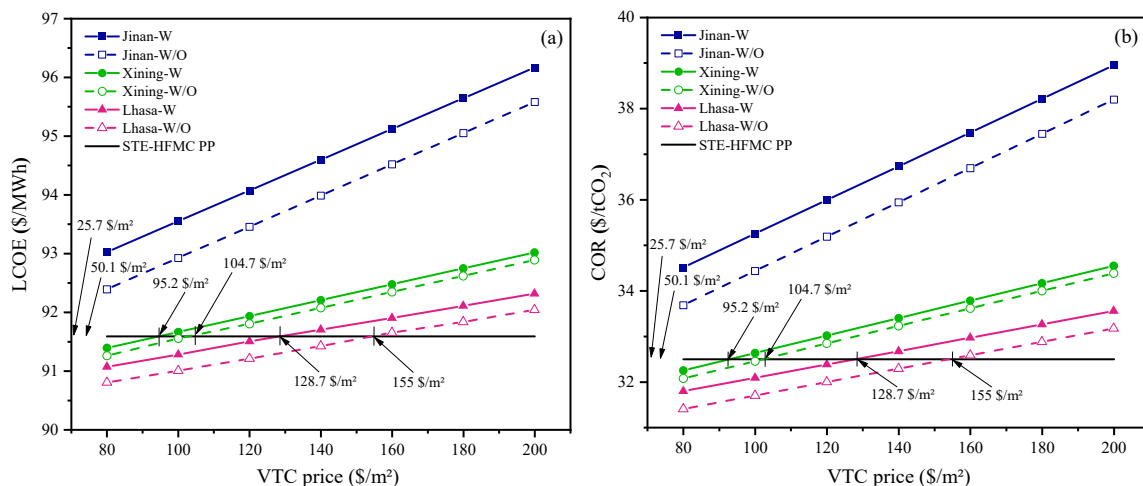 (a)
Jinan-W
Jinan-W/O
Xining-W
Xining-W/O
Lhasa-W
Lhasa-W/O
STE-HFMC PP
LCOE ($/MWh)
97
96
95
94
93
92
91
90
25.7 $/m²
50.1 $/m²
95.2 $/m²
104.7 $/m²
128.7 $/m²
155 $/m²
80 100 120 140 160 180 200
VTC price ($/m²)
(b)
Jinan-W
Jinan-W/O
Xining-W
Xining-W/O
Lhasa-W
Lhasa-W/O
STE-HFMC PP
COR ($/tCO₂)
40
38
36
34
32
25.7 $/m²
50.1 $/m²
95.2 $/m²
104.7 $/m²
128.7 $/m²
155 $/m²
80 100 120 140 160 180 200
VTC price ($/m²)